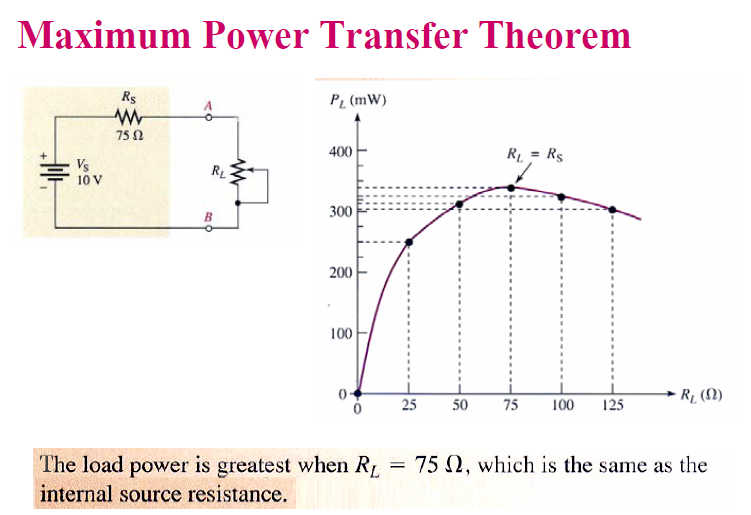 Maximum Power Transfer Theorem
R_S
75 Ω
A
+
V_S
10 V
−
R_L
B
P_L (mW)
400
300
200
100
0
R_L = R_S
0
25
50
75
100
125
R_L (Ω)
The load power is greatest when R_L = 75 Ω, which is the same as the
internal source resistance.